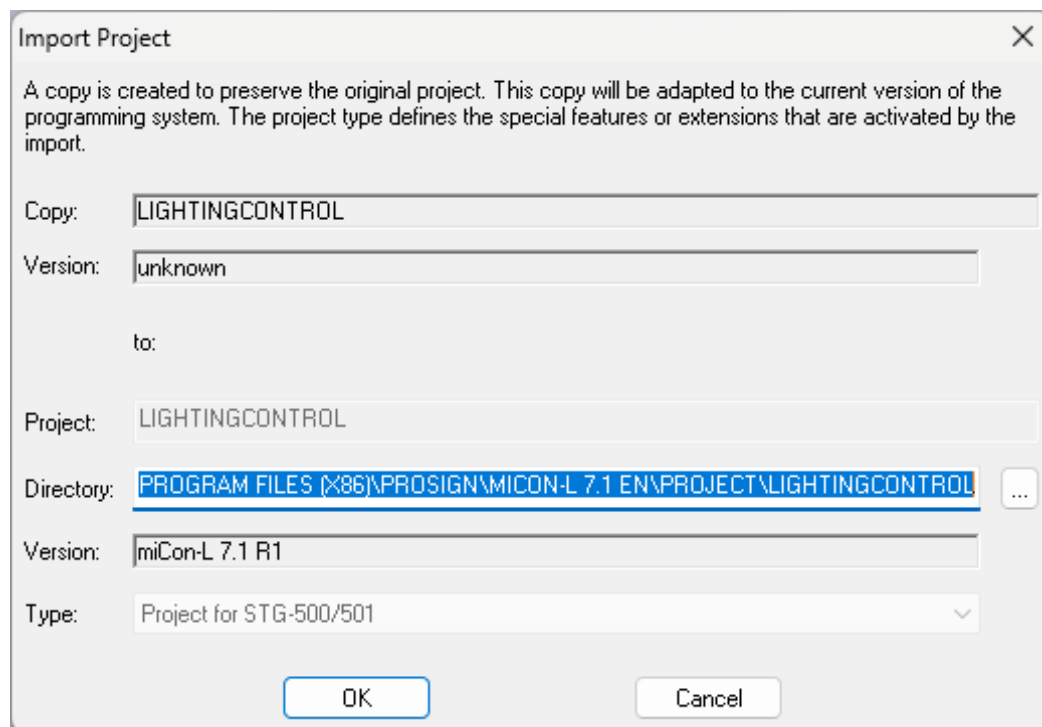 Import Project
A copy is created to preserve the original project. This copy will be adapted to the current version of the
programming system. The project type defines the special features or extensions that are activated by the
import.
Copy: LIGHTINGCONTROL
Version: unknown
to:
Project: LIGHTINGCONTROL
Directory: PROGRAM FILES (X86)\PROSIGN\MICON-L 7.1 EN\PROJECT\LIGHTINGCONTROL ...
Version: miCon-L 7.1 R1
Type: Project for STG-500/501
OK Cancel